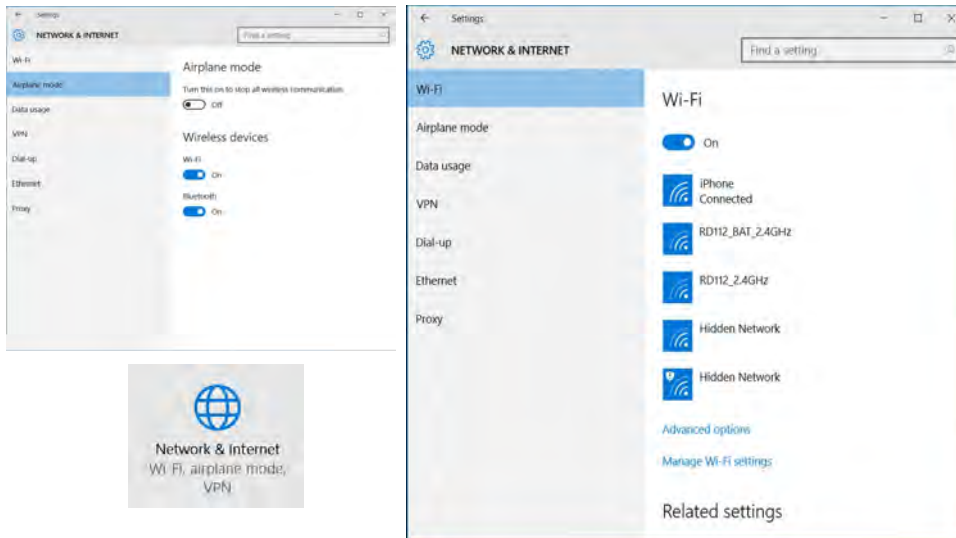 Settings
NETWORK & INTERNET
Find a setting
Wi-Fi
Airplane mode
Data usage
VPN
Dial-up
Ethernet
Proxy
Airplane mode
Turn this on to stop all wireless communication
Off
Wireless devices
Wi-Fi
On
Bluetooth
On
Network & Internet
Wi-Fi, airplane mode,
VPN
Settings
NETWORK & INTERNET
Find a setting
Wi-Fi
Airplane mode
Data usage
VPN
Dial-up
Ethernet
Proxy
Wi-Fi
On
iPhone
Connected
RD112_BAT_2.4GHz
RD112_2.4GHz
Hidden Network
Hidden Network
Advanced options
Manage Wi-Fi settings
Related settings